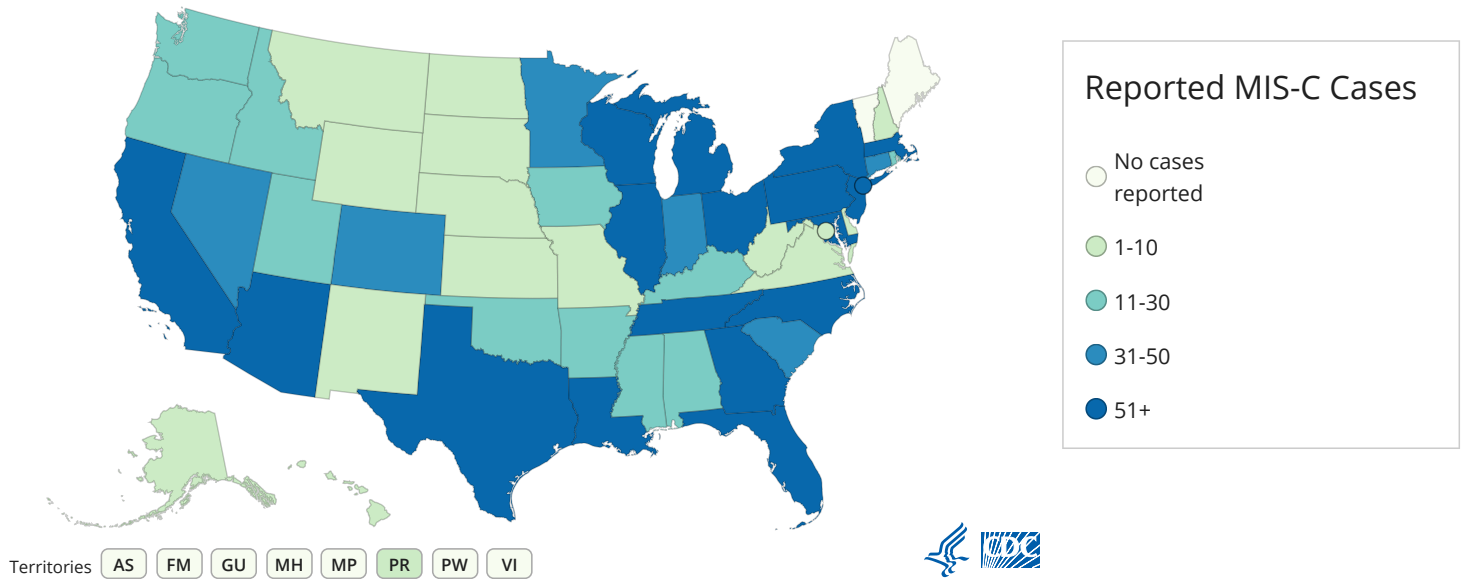 Reported MIS-C Cases
No cases
reported
1-10
11-30
31-50
51+
Territories AS FM GU MH MP PR PW VI
CDC